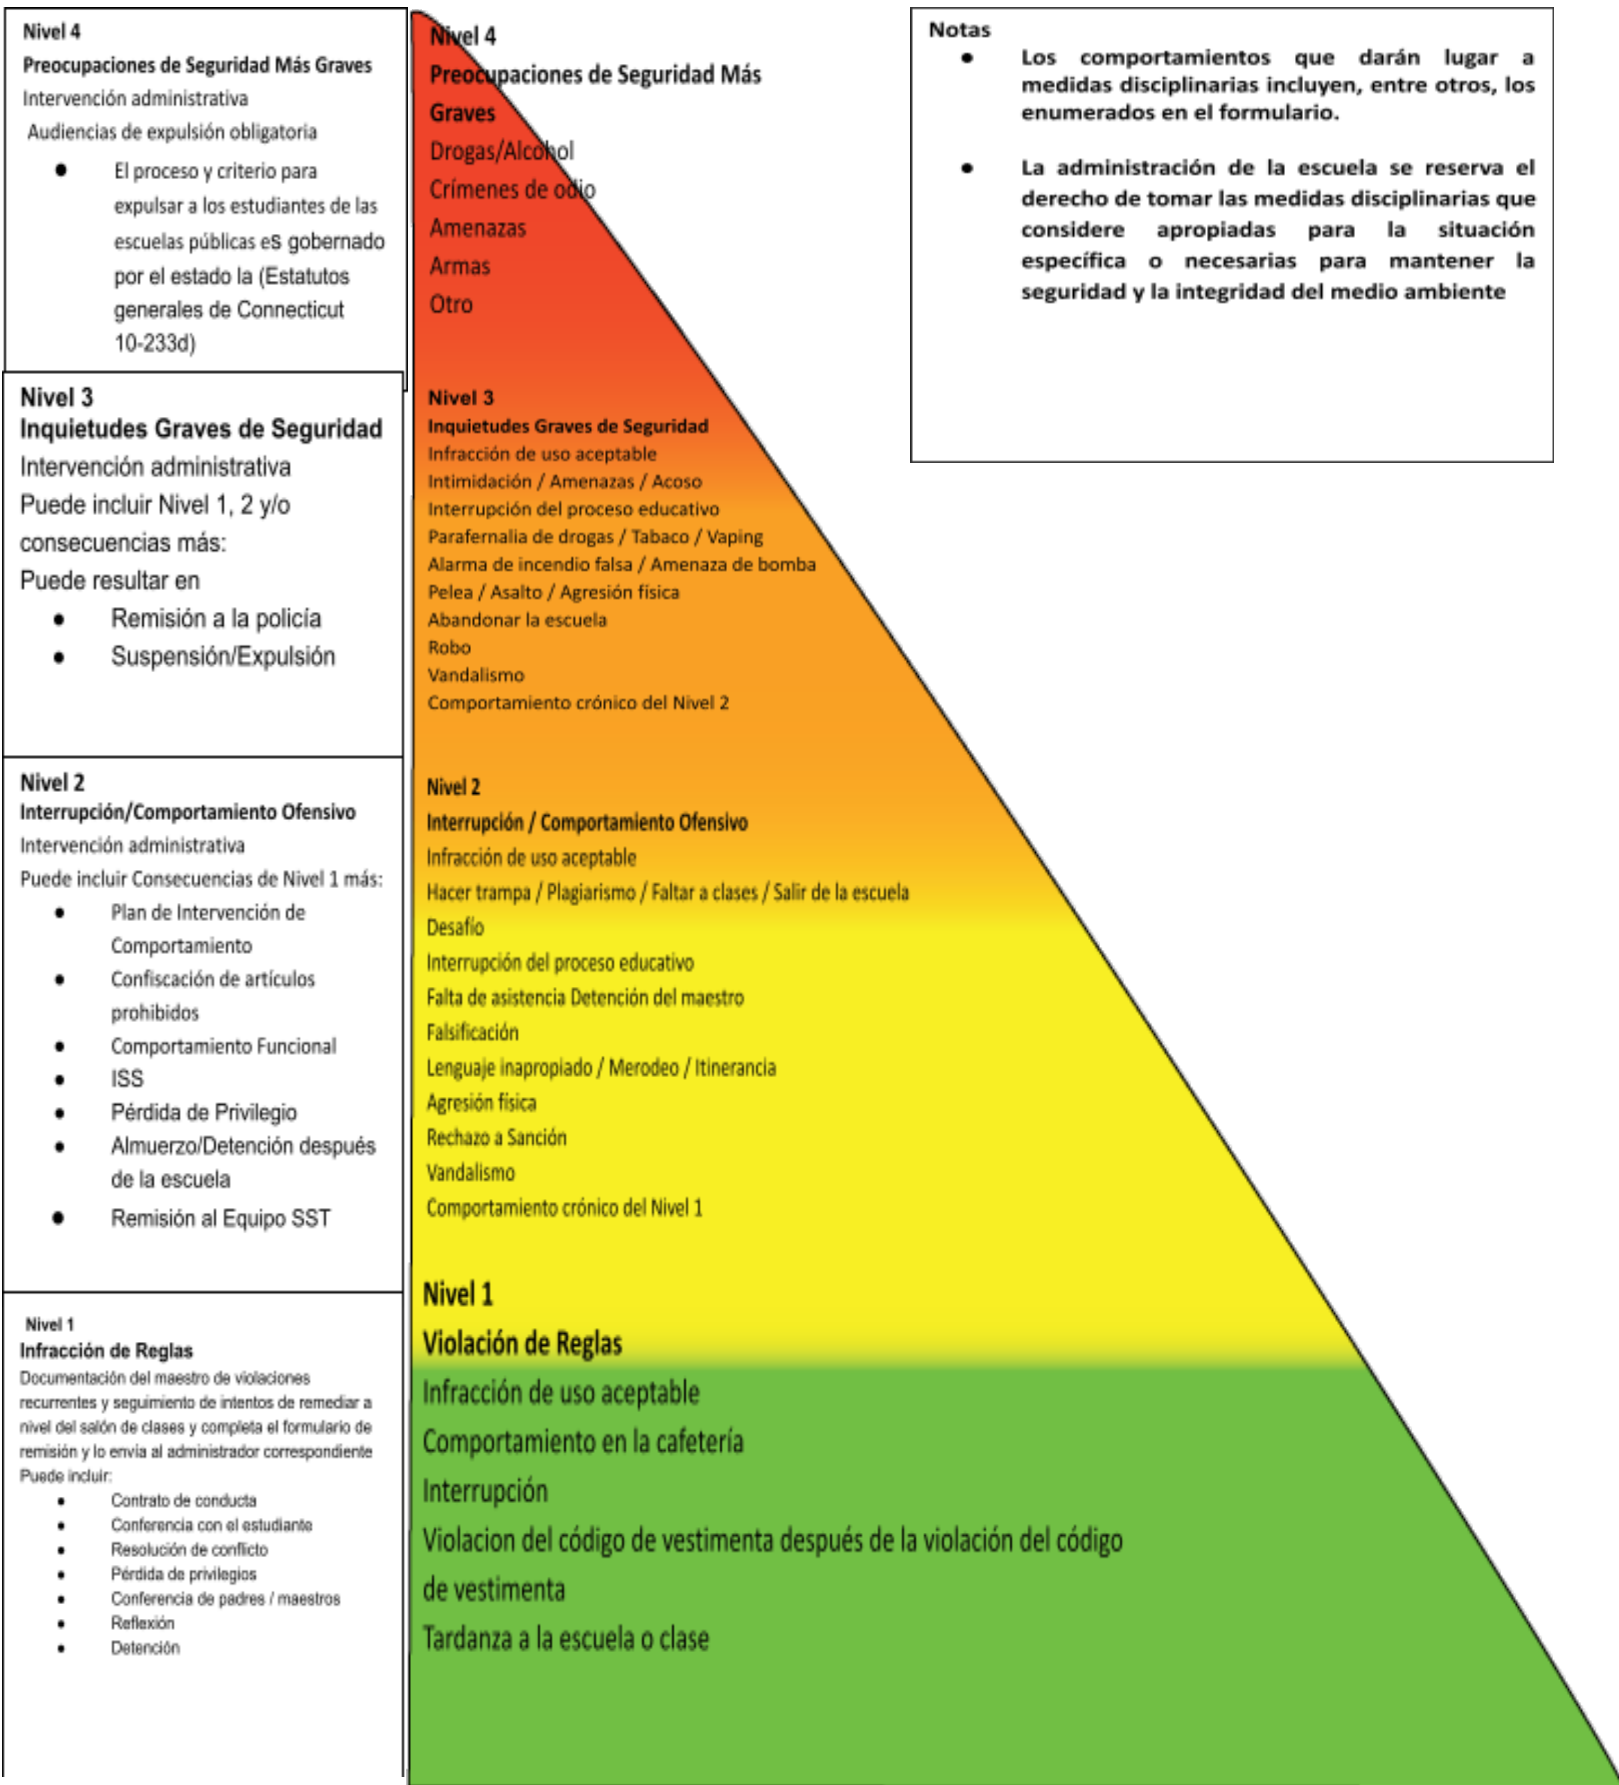 Nivel 4
Preocupaciones de Seguridad Más Graves
Intervención administrativa
Audiencias de expulsión obligatoria
● El proceso y criterio para
expulsar a los estudiantes de las
escuelas públicas es gobernado
por el estado la (Estatutos
generales de Connecticut
10-233d)
Nivel 3
Inquietudes Graves de Seguridad
Intervención administrativa
Puede incluir Nivel 1, 2 y/o
consecuencias más:
Puede resultar en
● Remisión a la policía
● Suspensión/Expulsión
Nivel 2
Interrupción/Comportamiento Ofensivo
Intervención administrativa
Puede incluir Consecuencias de Nivel 1 más:
● Plan de Intervención de
Comportamiento
● Confiscación de artículos
prohibidos
● Comportamiento Funcional
● ISS
● Pérdida de Privilegio
● Almuerzo/Detención después
de la escuela
● Remisión al Equipo SST
Nivel 1
Infracción de Reglas
Documentación del maestro de violaciones
recurrentes y seguimiento de intentos de remediar a
nivel del salón de clases y completa el formulario de
remisión y lo envía al administrador correspondiente
Puede incluir:
● Contrato de conducta
● Conferencia con el estudiante
● Resolución de conflicto
● Pérdida de privilegios
● Conferencia de padres / maestros
● Reflexión
● Detención
Nivel 4
Preocupaciones de Seguridad Más
Graves
Drogas/Alcohol
Crímenes de odio
Amenazas
Armas
Otro
Nivel 3
Inquietudes Graves de Seguridad
Infracción de uso aceptable
Intimidación / Amenazas / Acoso
Interrupción del proceso educativo
Parafernalia de drogas / Tabaco / Vaping
Alarma de incendio falsa / Amenaza de bomba
Pelea / Asalto / Agresión física
Abandonar la escuela
Robo
Vandalismo
Comportamiento crónico del Nivel 2
Nivel 2
Interrupción / Comportamiento Ofensivo
Infracción de uso aceptable
Hacer trampa / Plagiarismo / Faltar a clases / Salir de la escuela
Desafío
Interrupción del proceso educativo
Falta de asistencia Detención del maestro
Falsificación
Lenguaje inapropiado / Merodeo / Itinerancia
Agresión física
Rechazo a Sanción
Vandalismo
Comportamiento crónico del Nivel 1
Nivel 1
Violación de Reglas
Infracción de uso aceptable
Comportamiento en la cafetería
Interrupción
Violacion del código de vestimenta después de la violación del código
de vestimenta
Tardanza a la escuela o clase
Notas
● Los comportamientos que darán lugar a
medidas disciplinarias incluyen, entre otros, los
enumerados en el formulario.
● La administración de la escuela se reserva el
derecho de tomar las medidas disciplinarias que
considere apropiadas para la situación
específica o necesarias para mantener la
seguridad y la integridad del medio ambiente